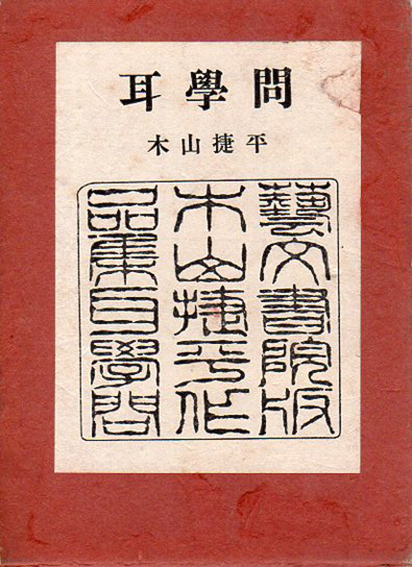 耳學問
木山捷平
藝文書院版
木山捷平作
品集耳學問